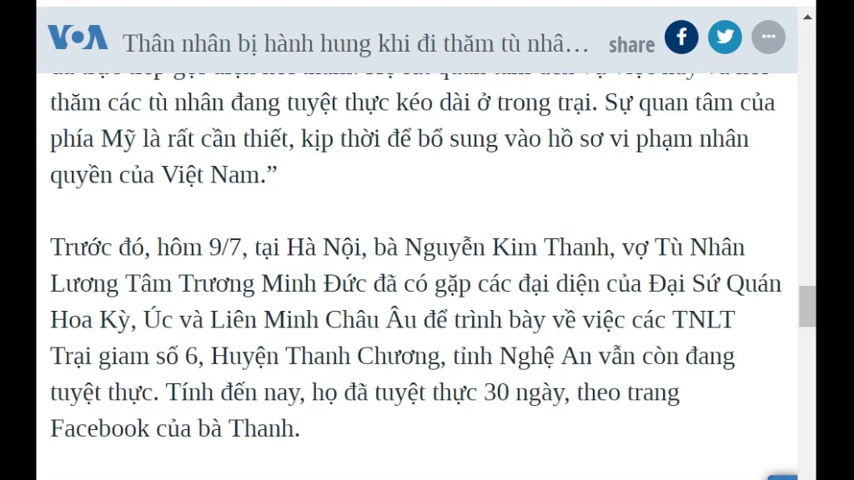 VOA Thân nhân bị hành hung khi đi thăm tù nhâ... share
thăm các tù nhân đang tuyệt thực kéo dài ở trong trại. Sự quan tâm của
phía Mỹ là rất cần thiết, kịp thời để bổ sung vào hồ sơ vi phạm nhân
quyền của Việt Nam.”
Trước đó, hôm 9/7, tại Hà Nội, bà Nguyễn Kim Thanh, vợ Tù Nhân
Lương Tâm Trương Minh Đức đã có gặp các đại diện của Đại Sứ Quán
Hoa Kỳ, Úc và Liên Minh Châu Âu để trình bày về việc các TNLT
Trại giam số 6, Huyện Thanh Chương, tỉnh Nghệ An vẫn còn đang
tuyệt thực. Tính đến nay, họ đã tuyệt thực 30 ngày, theo trang
Facebook của bà Thanh.